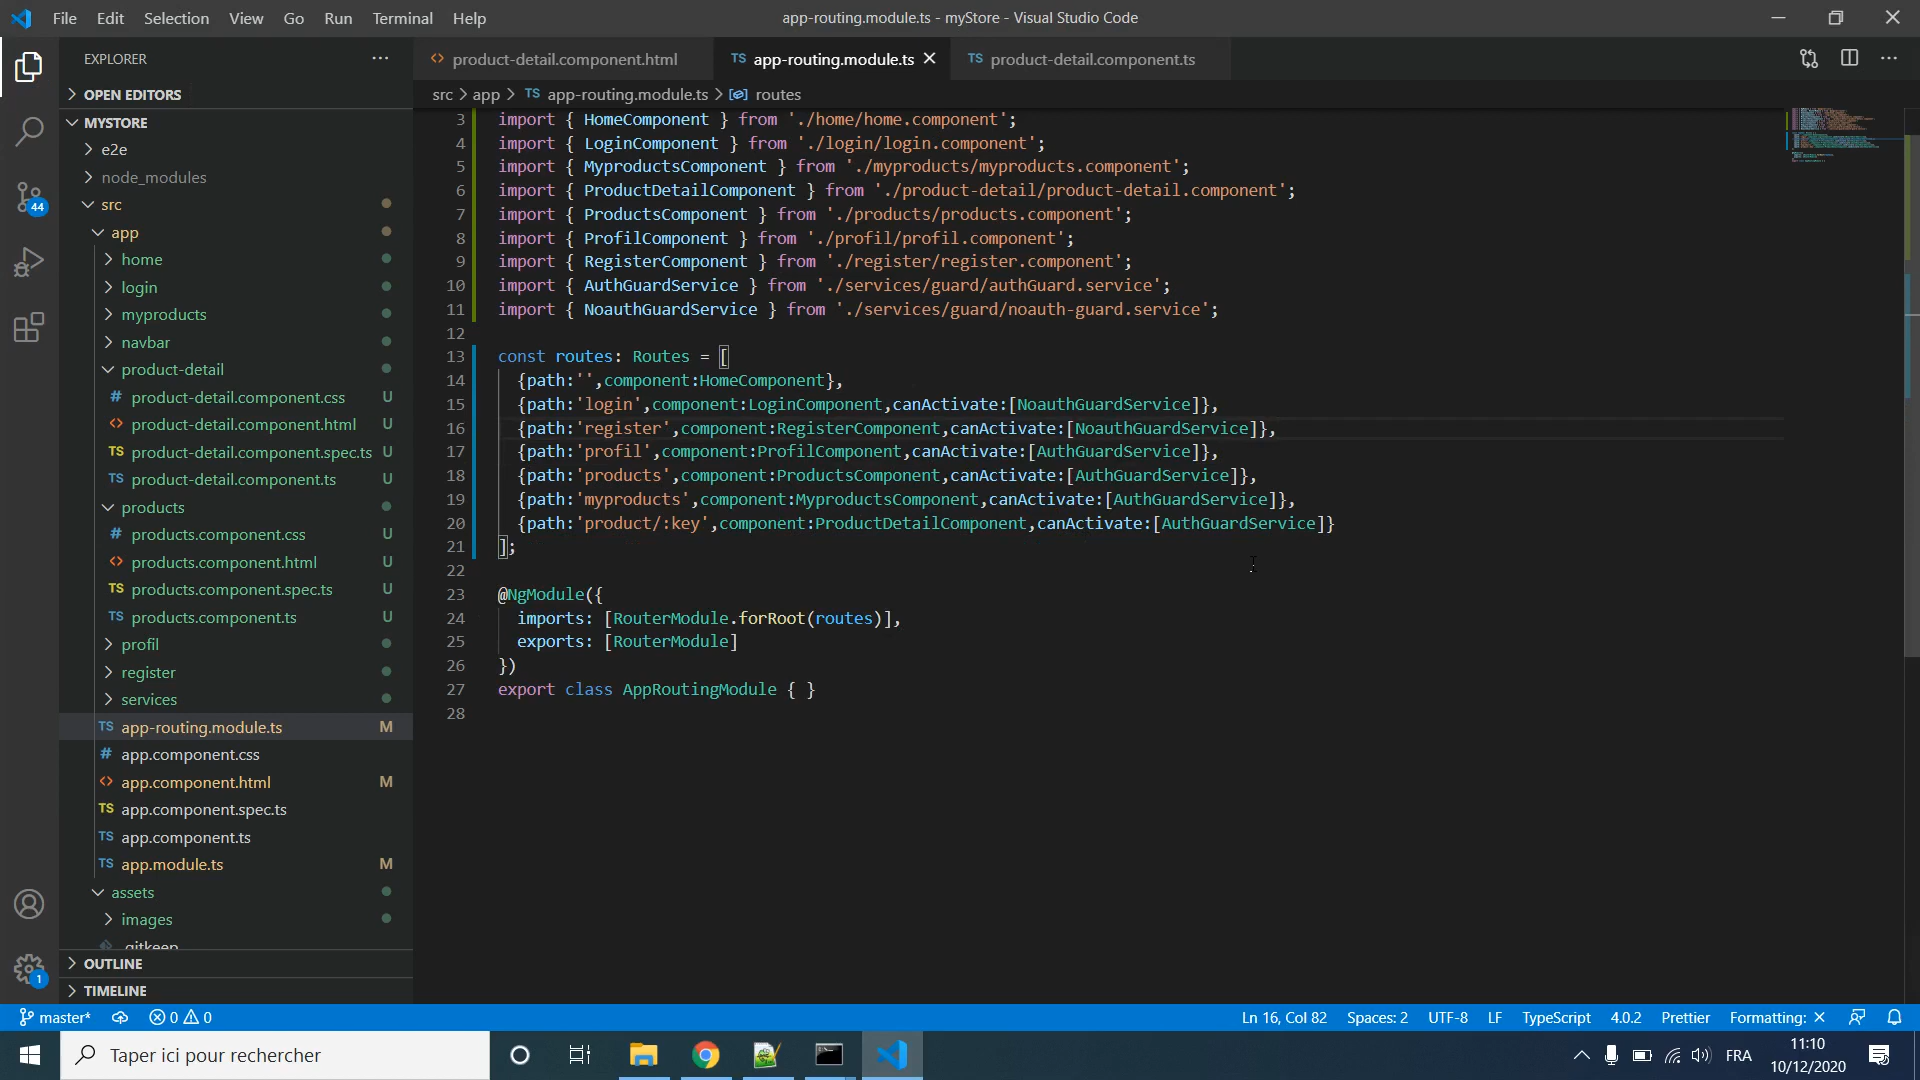 File Edit Selection View Go Run Terminal Help
app-routing.module.ts - myStore - Visual Studio Code
EXPLORER
OPEN EDITORS
MYSTORE
e2e
node_modules
src
app
home
login
myproducts
navbar
product-detail
# product-detail.component.css U
<> product-detail.component.html U
TS product-detail.component.spec.ts U
TS product-detail.component.ts U
products
# products.component.css U
<> products.component.html U
TS products.component.spec.ts U
TS products.component.ts U
profil
register
services
TS app-routing.module.ts M
# app.component.css
<> app.component.html M
TS app.component.spec.ts
TS app.component.ts
TS app.module.ts M
assets
images
.gitkeep
OUTLINE
TIMELINE
44
1
<> product-detail.component.html
TS app-routing.module.ts
TS product-detail.component.ts
src > app > TS app-routing.module.ts > routes
3 import { HomeComponent } from './home/home.component';
4 import { LoginComponent } from './login/login.component';
5 import { MyproductsComponent } from './myproducts/myproducts.component';
6 import { ProductDetailComponent } from './product-detail/product-detail.component';
7 import { ProductsComponent } from './products/products.component';
8 import { ProfilComponent } from './profil/profil.component';
9 import { RegisterComponent } from './register/register.component';
10 import { AuthGuardService } from './services/guard/authGuard.service';
11 import { NoauthGuardService } from './services/guard/noauth-guard.service';
12
13 const routes: Routes = [
14 {path:'',component:HomeComponent},
15 {path:'login',component:LoginComponent,canActivate:[NoauthGuardService]},
16 {path:'register',component:RegisterComponent,canActivate:[NoauthGuardService]},
17 {path:'profil',component:ProfilComponent,canActivate:[AuthGuardService]},
18 {path:'products',component:ProductsComponent,canActivate:[AuthGuardService]},
19 {path:'myproducts',component:MyproductsComponent,canActivate:[AuthGuardService]},
20 {path:'product/:key',component:ProductDetailComponent,canActivate:[AuthGuardService]}
21 ];
22
23 @NgModule({
24 imports: [RouterModule.forRoot(routes)],
25 exports: [RouterModule]
26 })
27 export class AppRoutingModule { }
28
master* 0 0 Ln 16, Col 82 Spaces: 2 UTF-8 LF TypeScript 4.0.2 Prettier Formatting: ×
Taper ici pour rechercher
FRA
11:10
10/12/2020